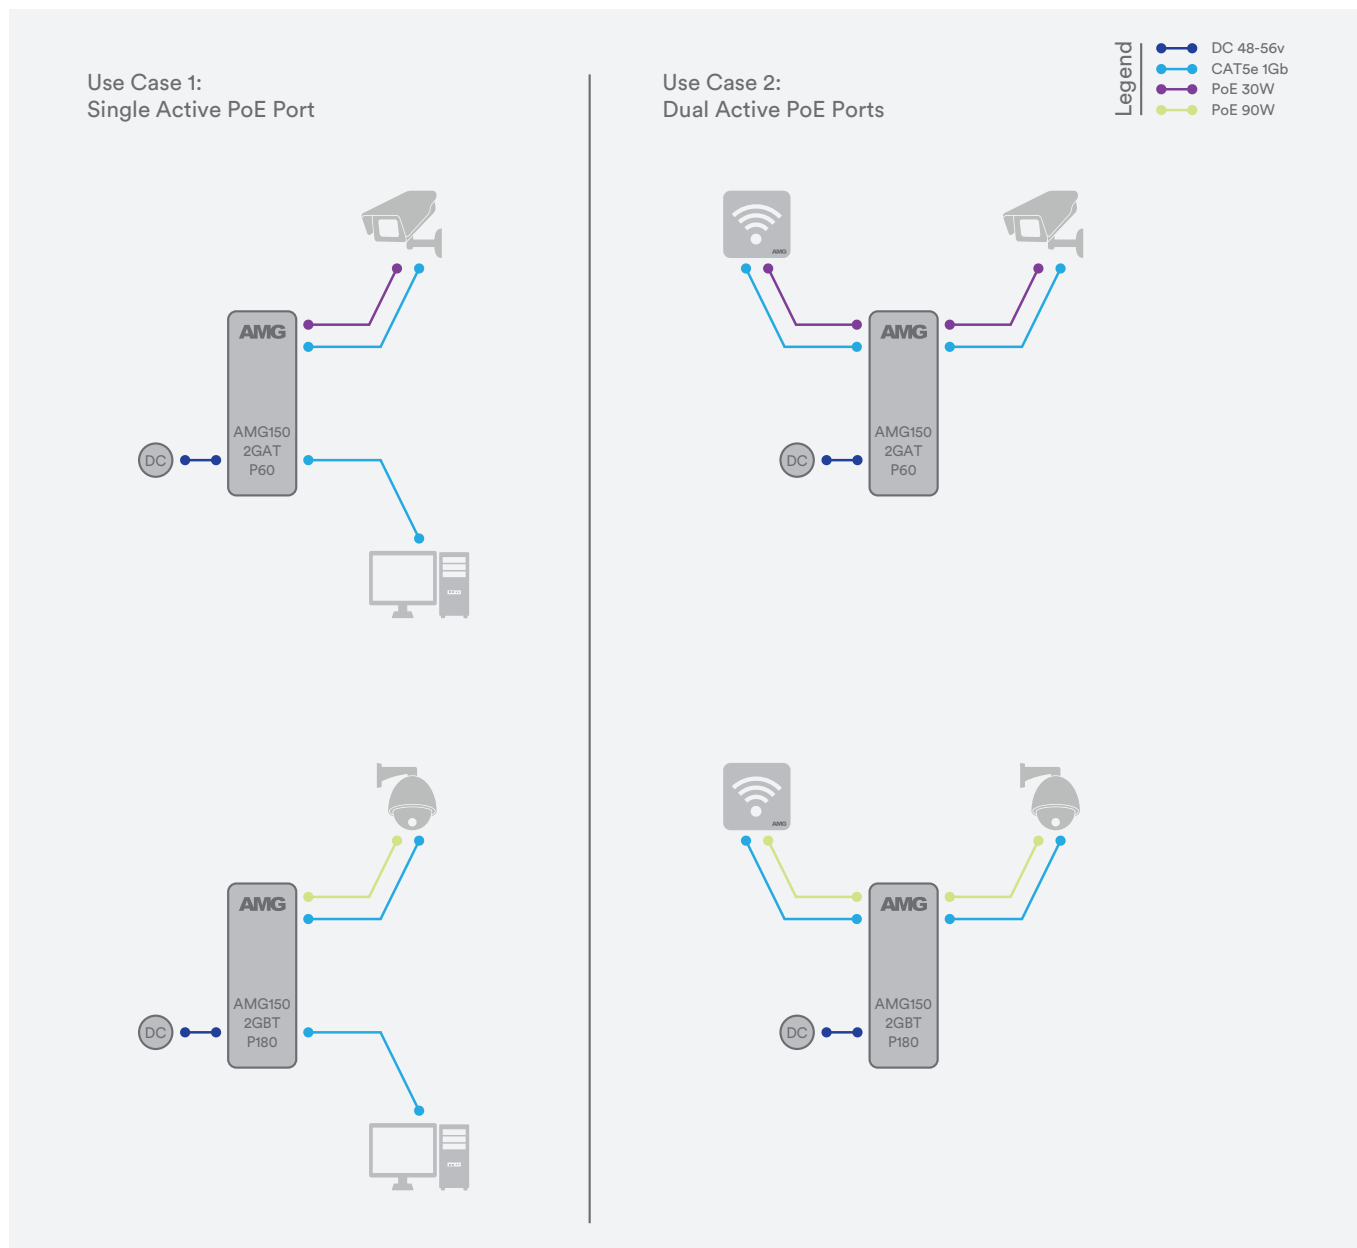 Use Case 1:
Single Active PoE Port
Use Case 2:
Dual Active PoE Ports
Legend
DC 48-56v
CAT5e 1Gb
PoE 30W
PoE 90W
AMG
AMG150
2GAT
P60
DC
AMG
AMG
AMG150
2GAT
P60
DC
AMG
AMG150
2GBT
P180
DC
AMG
AMG
AMG150
2GBT
P180
DC